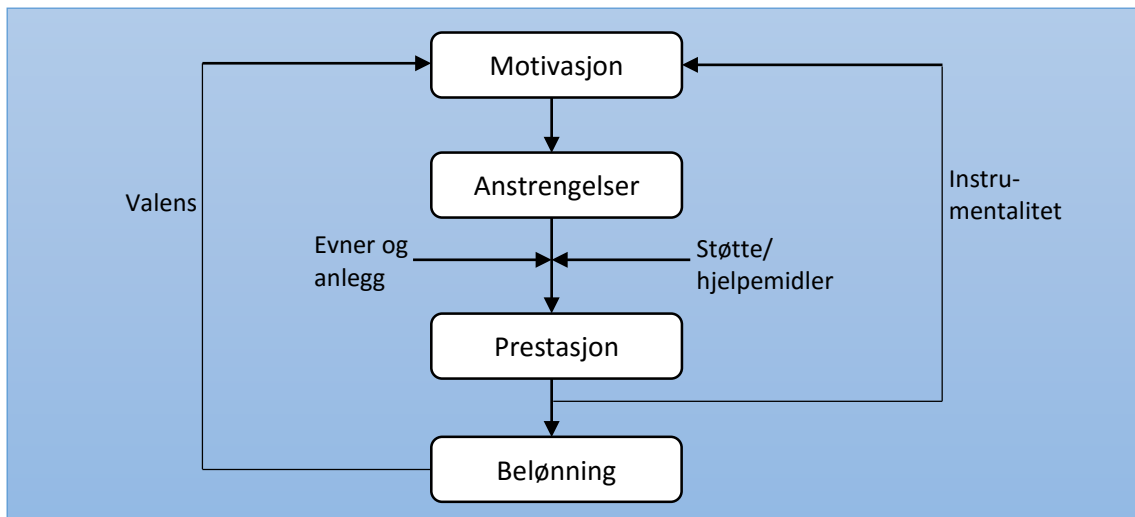 Motivasjon
Anstrengelser
Valens
Instru-
mentalitet
Evner og
anlegg
Støtte/
hjelpemidler
Prestasjon
Belønning